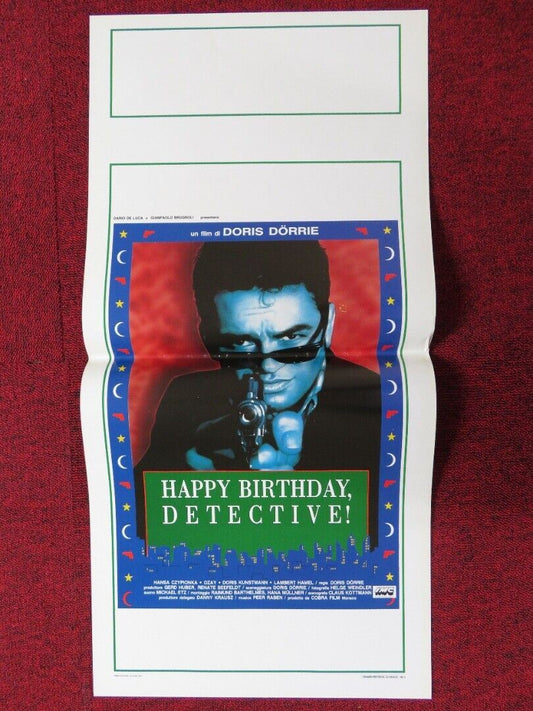 DANIO DE LUCA e GIANPAOLO BRUGNOLI presentano
un film di DORIS DÖRRIE
HAPPY BIRTHDAY,
DETECTIVE!
HANSA CZYPIONKA • OZAY • DORIS KUNSTMANN • LAMBERT HAMEL / regia DORIS DÖRRIE
produttore GERD HUBER, RENATE SEEFELDT / sceneggiatura DORIS DÖRRIE / fotografia HELGE WEINDLER
suono MICHAEL ETZ / montaggio RAIMUND BARTHELMES, HANA MÜLLNER / scenografia CLAUS KOTTMANN
produttore delegato DANNY KRAUSZ / musica PEER RABEN / prodotto da COBRA FILM Monaco